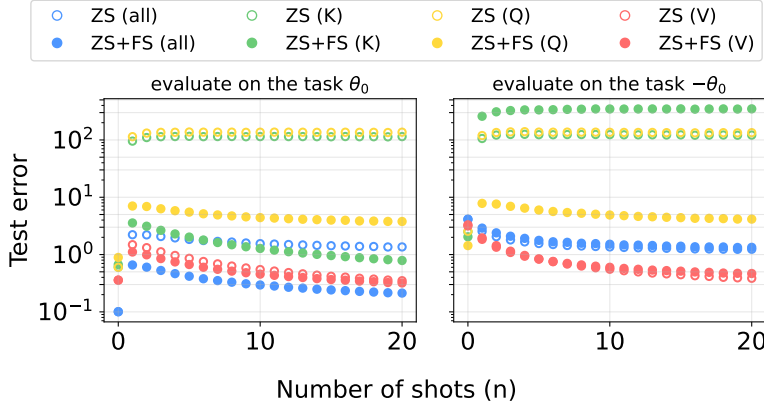 ZS (all) ZS (K) ZS (Q) ZS (V)
ZS+FS (all) ZS+FS (K) ZS+FS (Q) ZS+FS (V)
evaluate on the task θ₀ evaluate on the task −θ₀
Test error
10²
10¹
10⁰
10⁻¹
0 10 20 0 10 20
Number of shots (n)